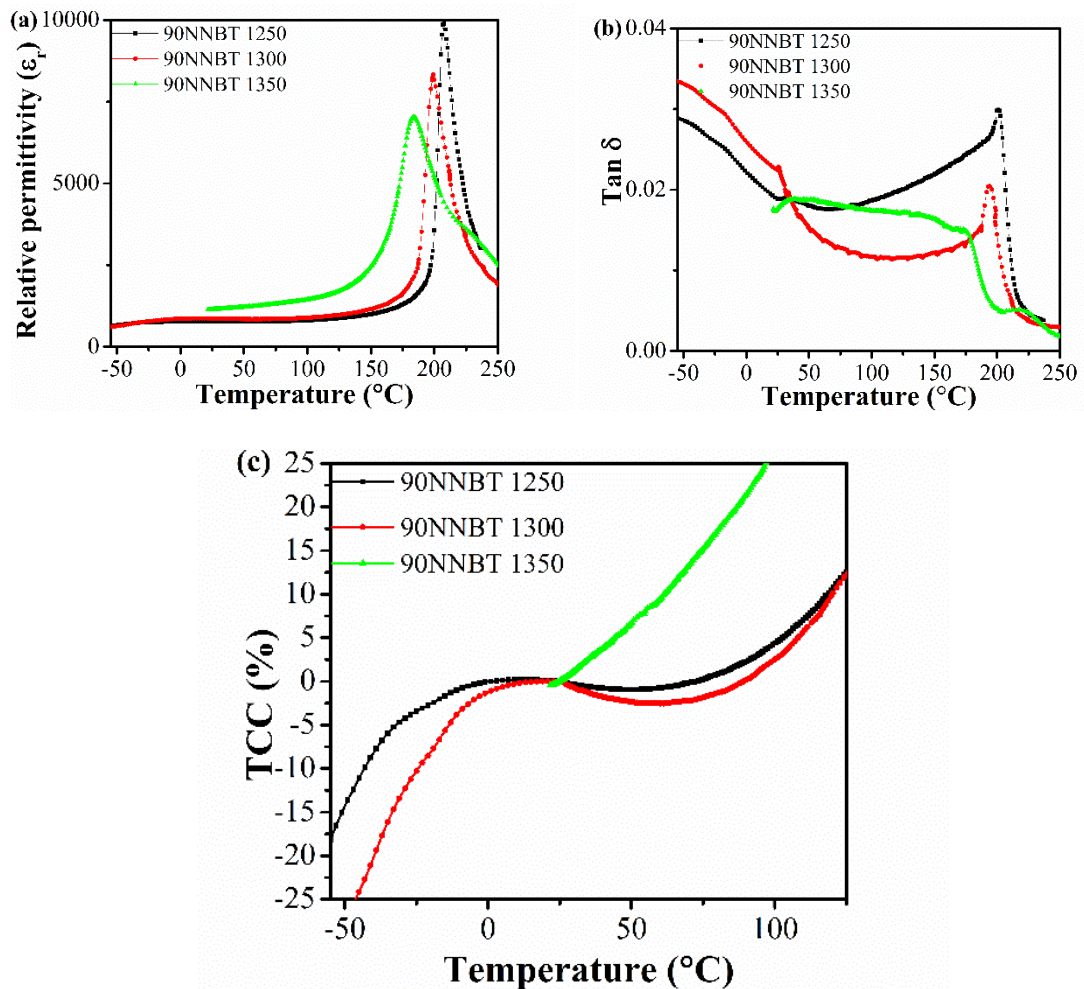 (a)
10000
5000
0
Relative permittivity (εr)
90NNBT 1250
90NNBT 1300
90NNBT 1350
-50 0 50 100 150 200 250
Temperature (°C)
(b)
0.04
0.02
0.00
Tan δ
90NNBT 1250
90NNBT 1300
90NNBT 1350
-50 0 50 100 150 200 250
Temperature (°C)
(c)
25
20
15
10
5
0
-5
-10
-15
-20
-25
TCC (%)
90NNBT 1250
90NNBT 1300
90NNBT 1350
-50 0 50 100
Temperature (°C)